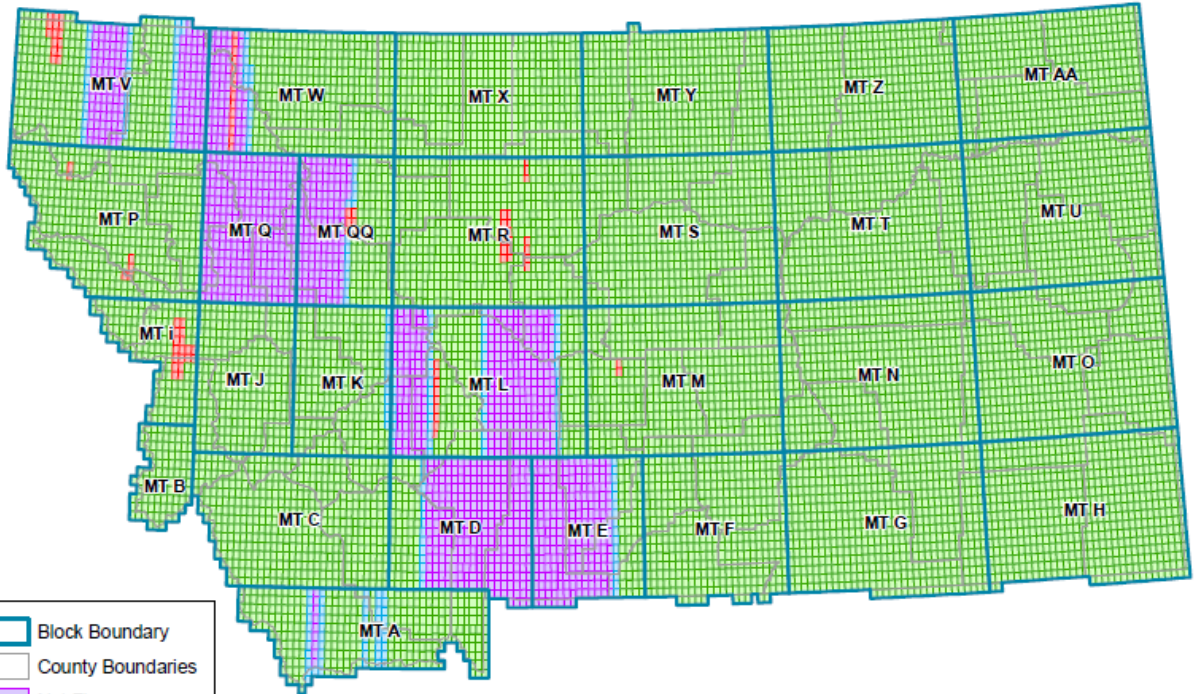 MT V
MT W
MT X
MT Y
MT Z
MT AA
MT P
MT Q
MT QQ
MT R
MT S
MT T
MT U
MT i
MT J
MT K
MT L
MT M
MT N
MT O
MT B
MT C
MT D
MT E
MT F
MT G
MT H
MT A
Block Boundary
County Boundaries